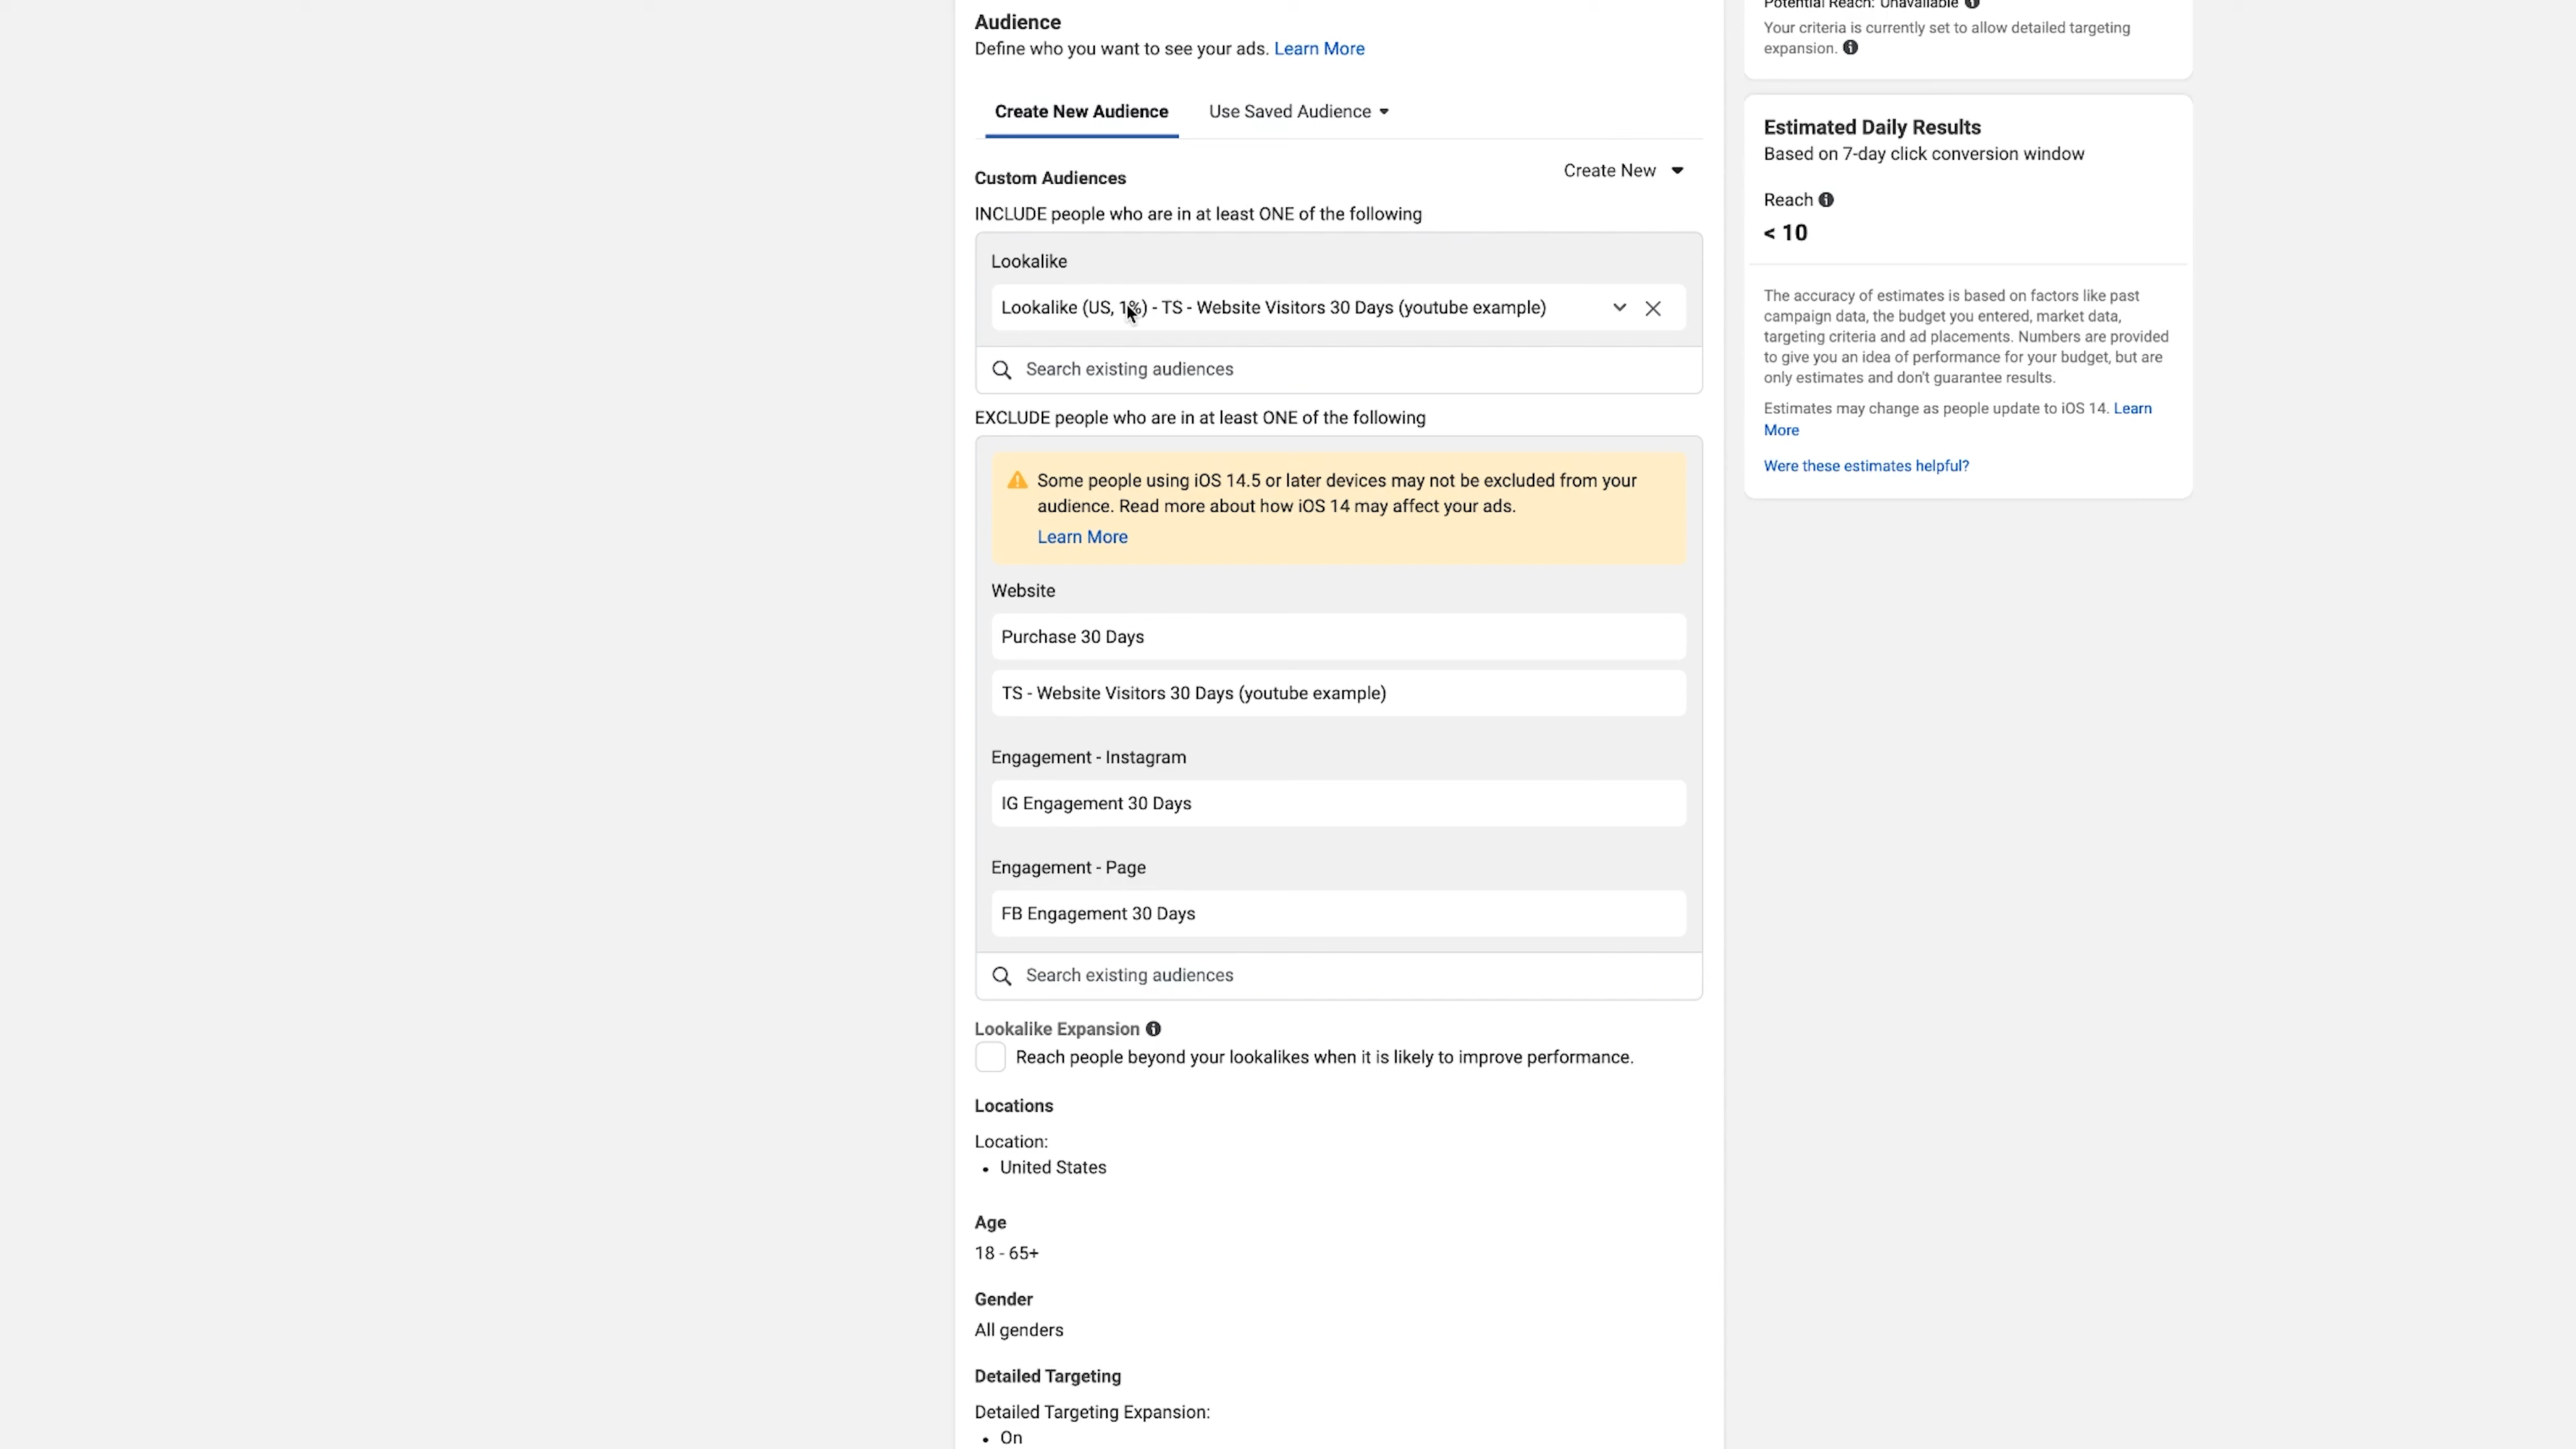 Audience
Define who you want to see your ads. Learn More
Create New Audience
Use Saved Audience
Custom Audiences
Create New
INCLUDE people who are in at least ONE of the following
Lookalike
Lookalike (US, 1%) - TS - Website Visitors 30 Days (youtube example)
Search existing audiences
EXCLUDE people who are in at least ONE of the following
Some people using iOS 14.5 or later devices may not be excluded from your
audience. Read more about how iOS 14 may affect your ads.
Learn More
Website
Purchase 30 Days
TS - Website Visitors 30 Days (youtube example)
Engagement - Instagram
IG Engagement 30 Days
Engagement - Page
FB Engagement 30 Days
Search existing audiences
Lookalike Expansion
Reach people beyond your lookalikes when it is likely to improve performance.
Locations
Location:
• United States
Age
18 - 65+
Gender
All genders
Detailed Targeting
Detailed Targeting Expansion:
• On
Potential Reach: Unavailable
Your criteria is currently set to allow detailed targeting
expansion.
Estimated Daily Results
Based on 7-day click conversion window
Reach
< 10
The accuracy of estimates is based on factors like past
campaign data, the budget you entered, market data,
targeting criteria and ad placements. Numbers are provided
to give you an idea of performance for your budget, but are
only estimates and don't guarantee results.
Estimates may change as people update to iOS 14. Learn
More
Were these estimates helpful?